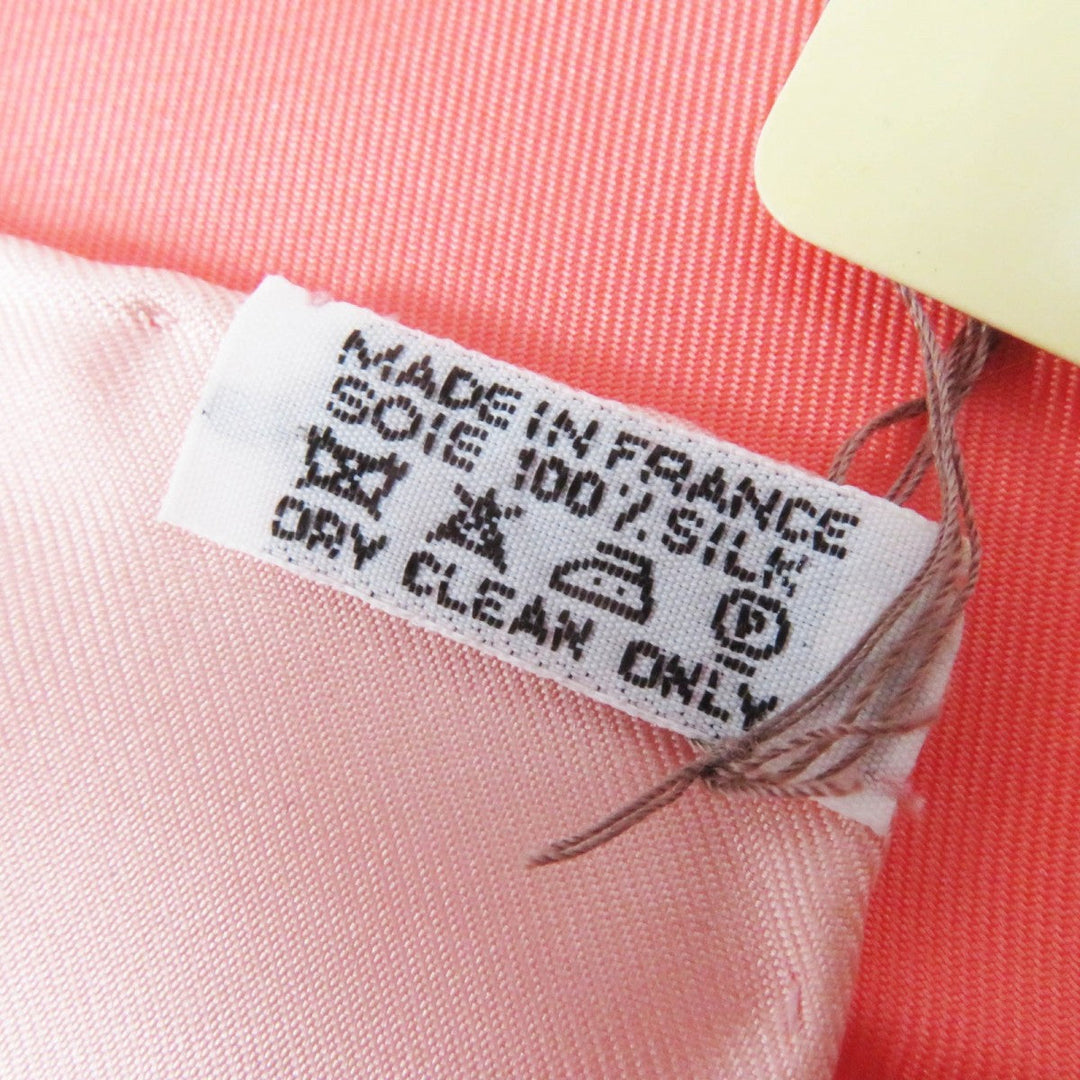 MADE IN FRANCE
SOIE 100% SILK
P
DRY CLEAN ONLY